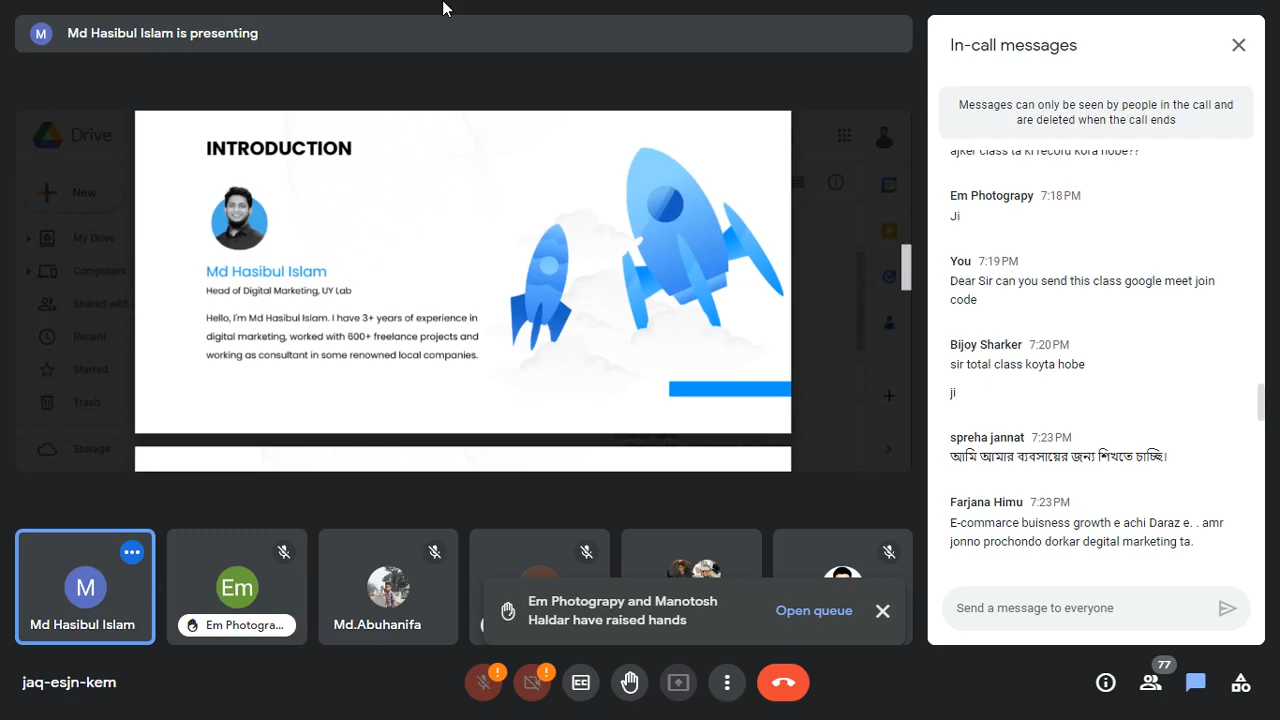 M
Md Hasibul Islam is presenting
Drive
New
My Drive
Computers
Shared with
Recent
Starred
Trash
Storage
INTRODUCTION
Md Hasibul Islam
Head of Digital Marketing, UY Lab
Hello, I'm Md Hasibul Islam. I have 3+ years of experience in
digital marketing, worked with 600+ freelance projects and
working as consultant in some renowned local companies.
M
Md Hasibul Islam
Em
Em Photogra...
Md.Abuhanifa
Em Photograpy and Manotosh
Haldar have raised hands
Open queue
jaq-esjn-kem
CC
77
In-call messages
Messages can only be seen by people in the call and
are deleted when the call ends
ajker class ta ki record kora hobe??
Em Photograpy 7:18 PM
Ji
You 7:19 PM
Dear Sir can you send this class google meet join
code
Bijoy Sharker 7:20 PM
sir total class koyta hobe
ji
spreha jannat 7:23 PM
আমি আমার ব্যবসায়ের জন্য শিখতে চাচ্ছি।
Farjana Himu 7:23 PM
E-commarce buisness growth e achi Daraz e. . amr
jonno prochondo dorkar degital marketing ta.
Send a message to everyone